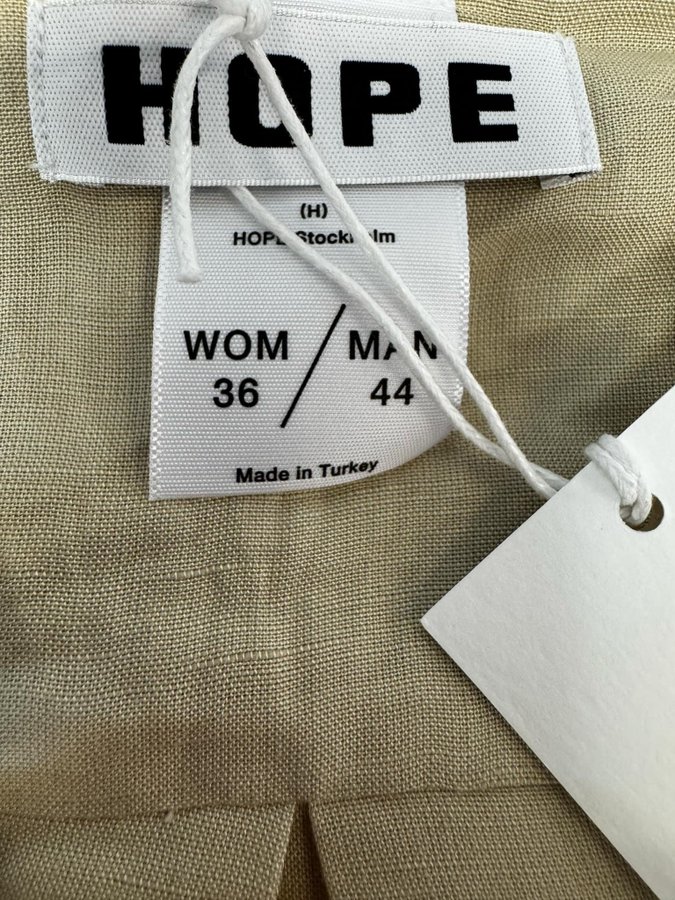 HOPE
(H)
HOPE Stockholm
WOM / MAN
36 44
Made in Turkey